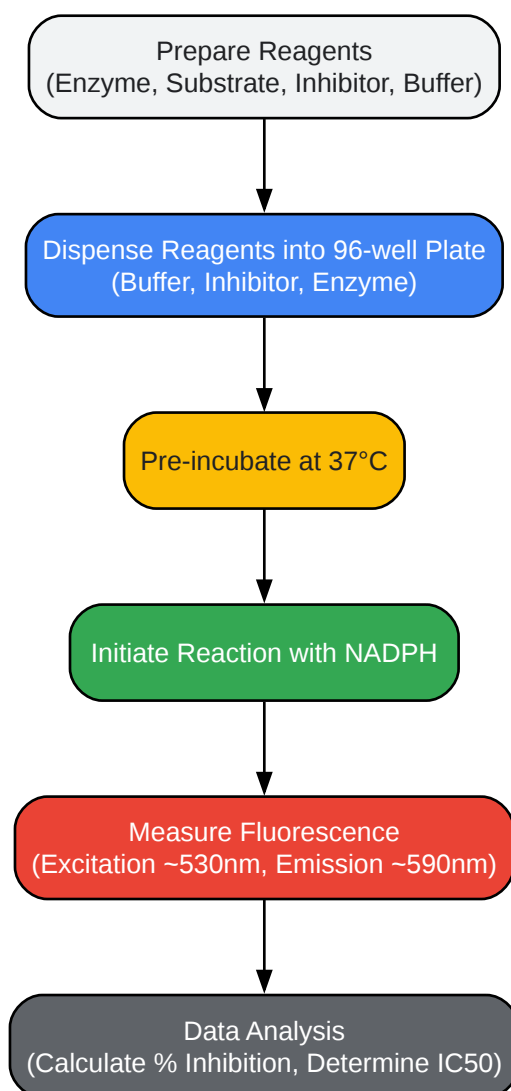 Prepare Reagents
(Enzyme, Substrate, Inhibitor, Buffer)
Dispense Reagents into 96-well Plate
(Buffer, Inhibitor, Enzyme)
Pre-incubate at 37°C
Initiate Reaction with NADPH
Measure Fluorescence
(Excitation ~530nm, Emission ~590nm)
Data Analysis
(Calculate % Inhibition, Determine IC50)